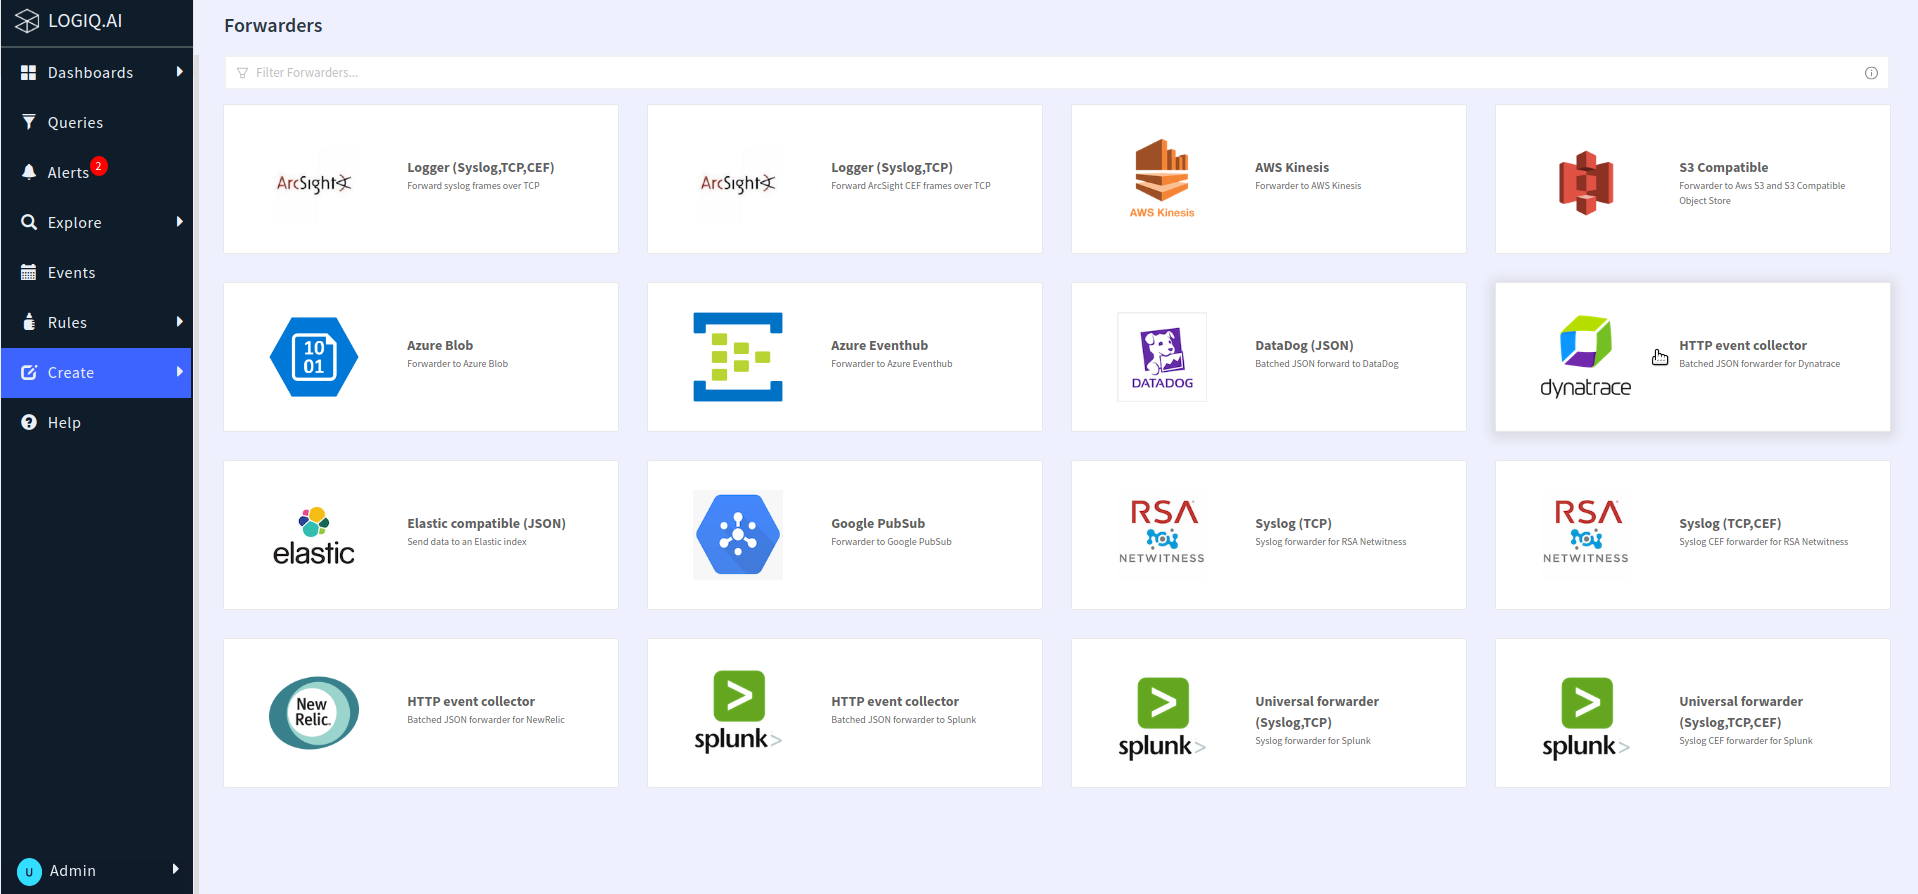 LOGIQ.AI
Dashboards
Queries
Alerts 2
Explore
Events
Rules
Create
Help
U Admin
Forwarders
Filter Forwarders...
ArcSight
Logger (Syslog,TCP,CEF)
Forward syslog frames over TCP
ArcSight
Logger (Syslog,TCP)
Forward ArcSight CEF frames over TCP
AWS Kinesis
AWS Kinesis
Forwarder to AWS Kinesis
S3 Compatible
Forwarder to Aws S3 and S3 Compatible
Object Store
10
01
Azure Blob
Forwarder to Azure Blob
Azure Eventhub
Forwarder to Azure Eventhub
DATADOG
DataDog (JSON)
Batched JSON forward to DataDog
dynatrace
HTTP event collector
Batched JSON forwarder for Dynatrace
elastic
Elastic compatible (JSON)
Send data to an Elastic index
Google PubSub
Forwarder to Google PubSub
RSA
NETWITNESS
Syslog (TCP)
Syslog forwarder for RSA Netwitness
RSA
NETWITNESS
Syslog (TCP,CEF)
Syslog CEF forwarder for RSA Netwitness
New
Relic.
HTTP event collector
Batched JSON forwarder for NewRelic
splunk>
HTTP event collector
Batched JSON forwarder to Splunk
splunk>
Universal forwarder
(Syslog,TCP)
Syslog forwarder for Splunk
splunk>
Universal forwarder
(Syslog,TCP,CEF)
Syslog CEF forwarder for Splunk